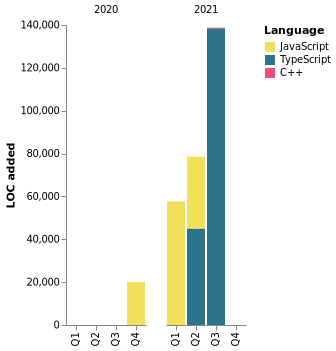 2020
2021
140,000
120,000
100,000
80,000
60,000
40,000
20,000
0
LOC added
Q1
Q2
Q3
Q4
Q1
Q2
Q3
Q4
Language
JavaScript
TypeScript
C++